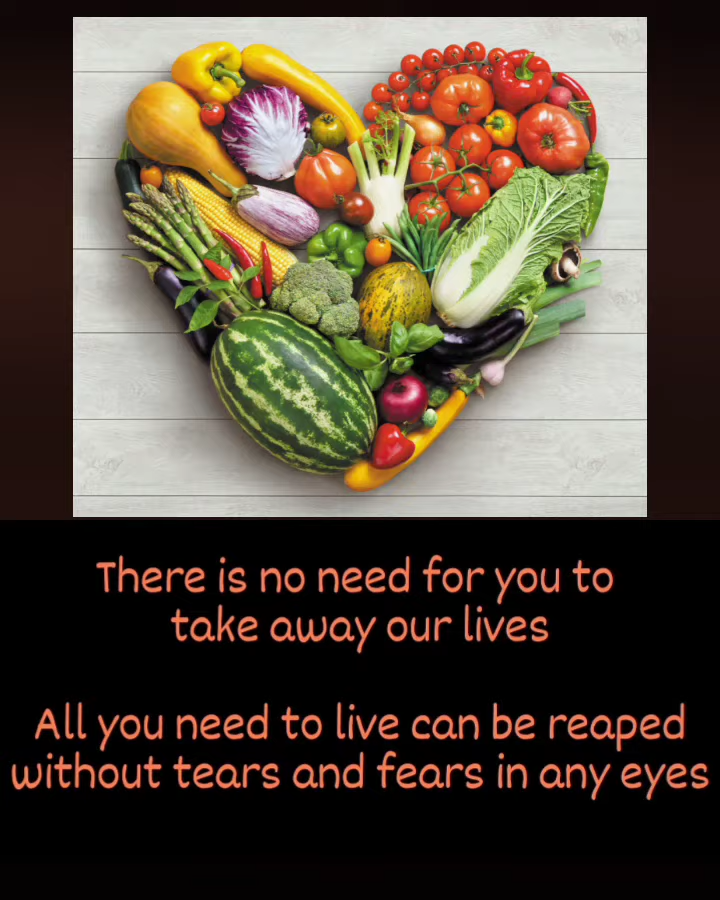 There is no need for you to
take away our lives
All you need to live can be reaped
without tears and fears in any eyes